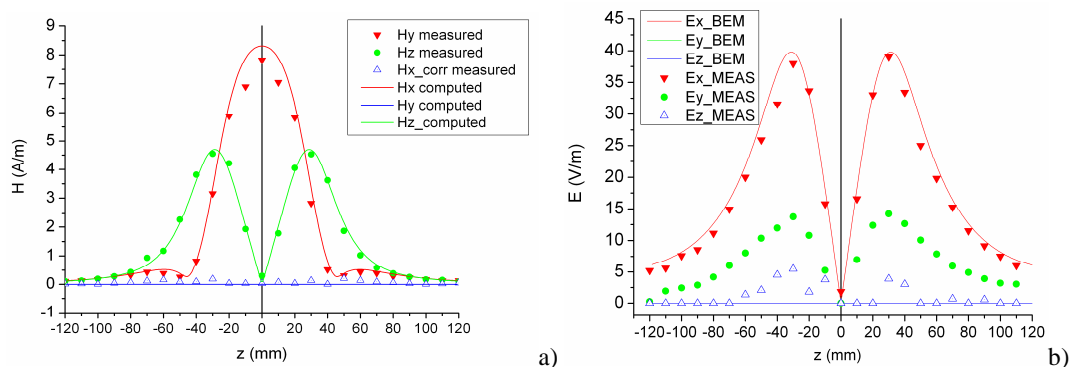 9
8
7
6
5
4
3
2
1
0
-1
H (A/m)
Hy measured
Hz measured
Hx_corr measured
Hx computed
Hy computed
Hz_computed
-120 -100 -80 -60 -40 -20 0 20 40 60 80 100 120
z (mm)
a)
45
40
35
30
25
20
15
10
5
0
E (V/m)
Ex_BEM
Ey_BEM
Ez_BEM
Ex_MEAS
Ey_MEAS
Ez_MEAS
-120 -100 -80 -60 -40 -20 0 20 40 60 80 100 120
z (mm)
b)